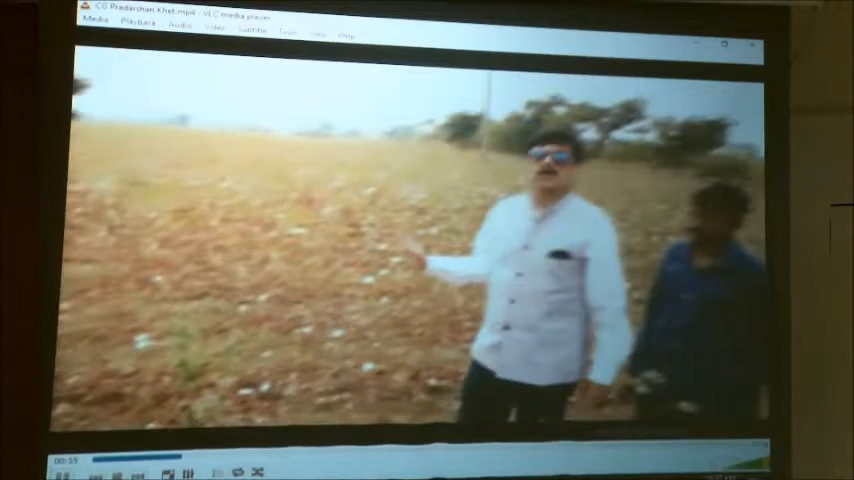 CG Pradarshan Khet.mp4 - VLC media player
Media Playback Audio Video Subtitle Tools View Help
00:55